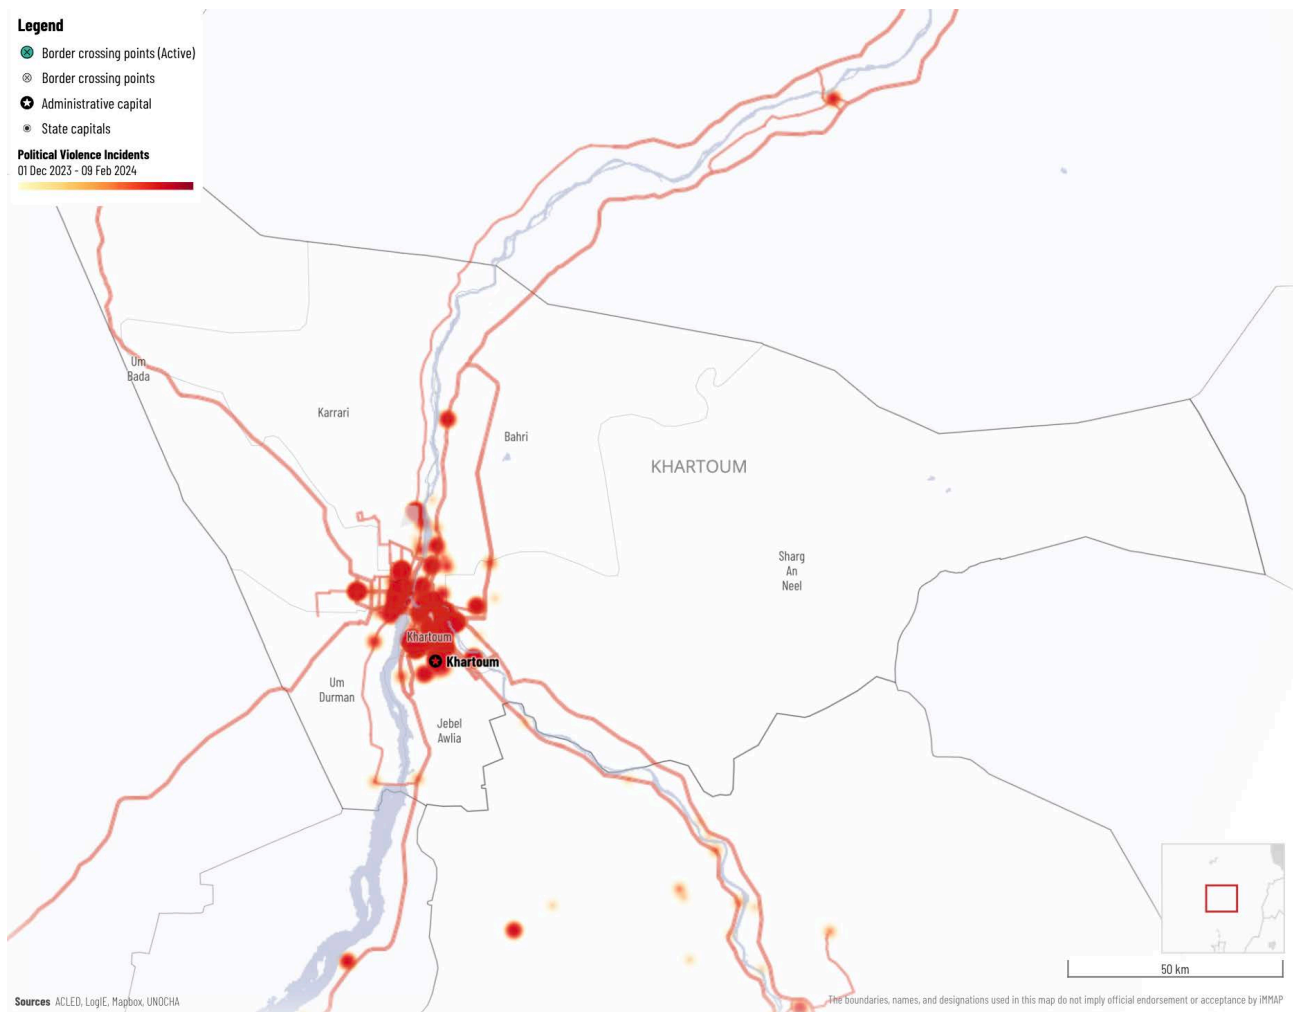 Legend
Border crossing points (Active)
Border crossing points
Administrative capital
State capitals
Political Violence Incidents
01 Dec 2023 - 09 Feb 2024
Um
Bada
Karrari
Bahri
KHARTOUM
Sharg
An
Neel
Khartoum
Khartoum
Um
Durman
Jebel
Awlia
50 km
Sources ACLED, LogIE, Mapbox, UNOCHA
The boundaries, names, and designations used in this map do not imply official endorsement or acceptance by iMMAP